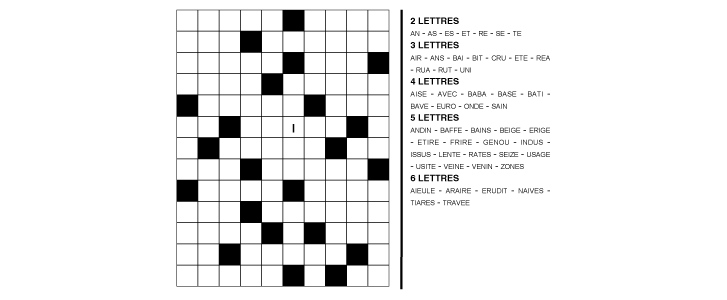 2 LETTRES
AN - AS - ES - ET - RE - SE - TE
3 LETTRES
AIR - ANS - BAI - BIT - CRU - ETE - REA
- RUA - RUT - UNI
4 LETTRES
AISE - AVEC - BABA - BASE - BATI -
BAVE - EURO - ONDE - SAIN
5 LETTRES
I
ANDIN - BAFFE - BAINS - BEIGE - ERIGE
- ETIRE - FRIRE - GENOU - INDUS -
ISSUS - LENTE - RATES - SEIZE - USAGE
- USITE - VEINE - VENIN - ZONES
6 LETTRES
AIEULE - ARAIRE - ERUDIT - NAIVES -
TIARES - TRAVEE